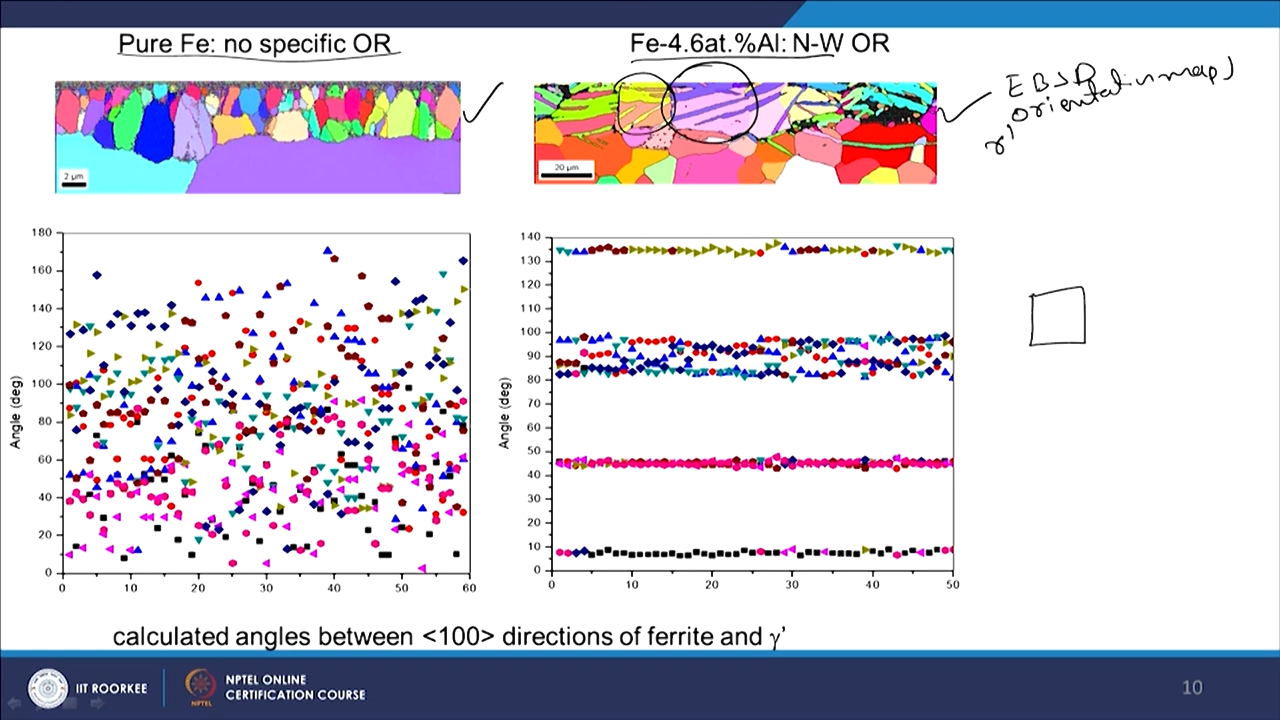 Pure Fe: no specific OR
Fe-4.6at.%Al: N-W OR
EBSD
orientation map)
γ'
2 μm
20 μm
180
160
140
120
100
80
60
40
20
0
Angle (deg)
0 10 20 30 40 50 60
140
130
120
110
100
90
80
70
60
50
40
30
20
10
0
Angle (deg)
0 10 20 30 40 50
calculated angles between <100> directions of ferrite and γ’
IIT ROORKEE
NPTEL
NPTEL ONLINE
CERTIFICATION COURSE
10